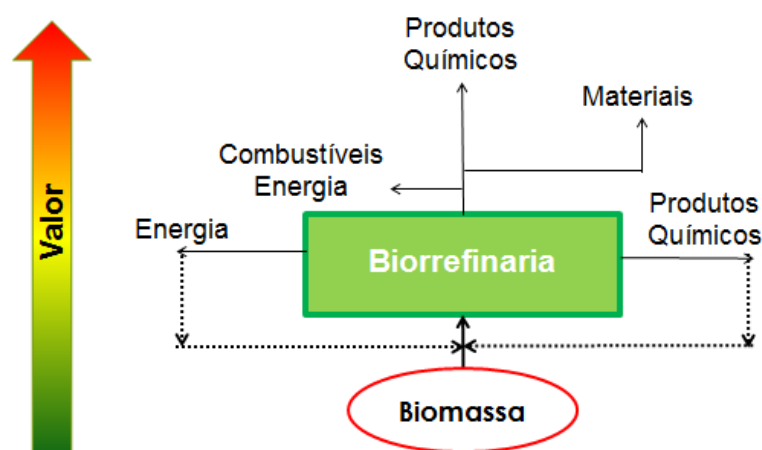 Produtos
Químicos
Materiais
Combustíveis
Energia
Valor
Energia
Produtos
Químicos
Biorrefinaria
Biomassa